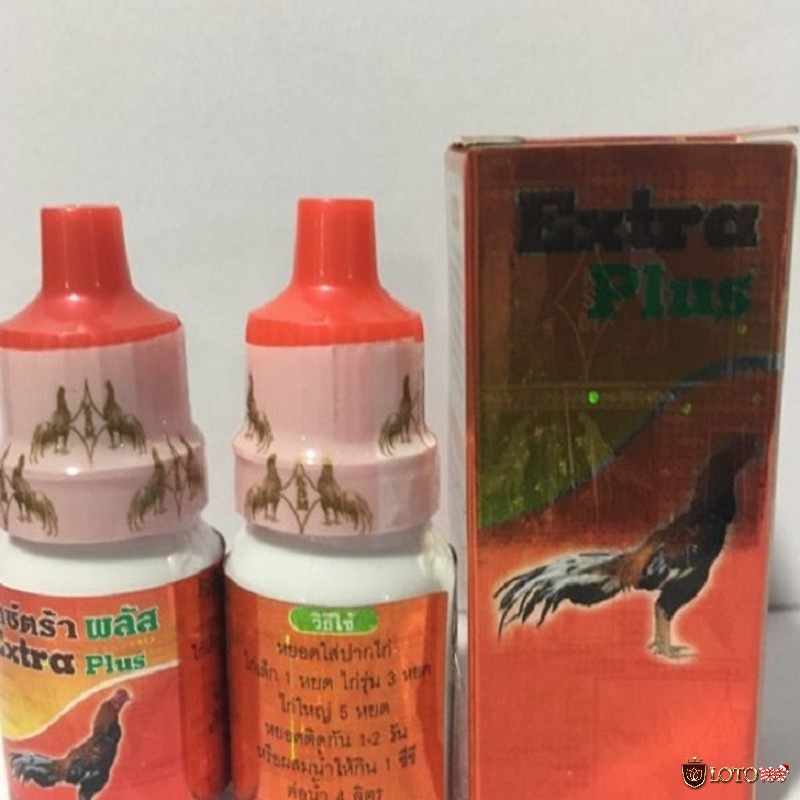 Extra
Plus
พลัส
Extra Plus
วิธีใช้
หยอดใส่ปากไก่
ไก่เล็ก 1 หยด ไก่รุ่น 3 หยด
ไก่ใหญ่ 5 หยด
หยอดติดกัน 1-2 วัน
หรือผสมน้ำให้กิน 1 ซีซี
ต่อน้ำ 4 ลิตร
LOTO